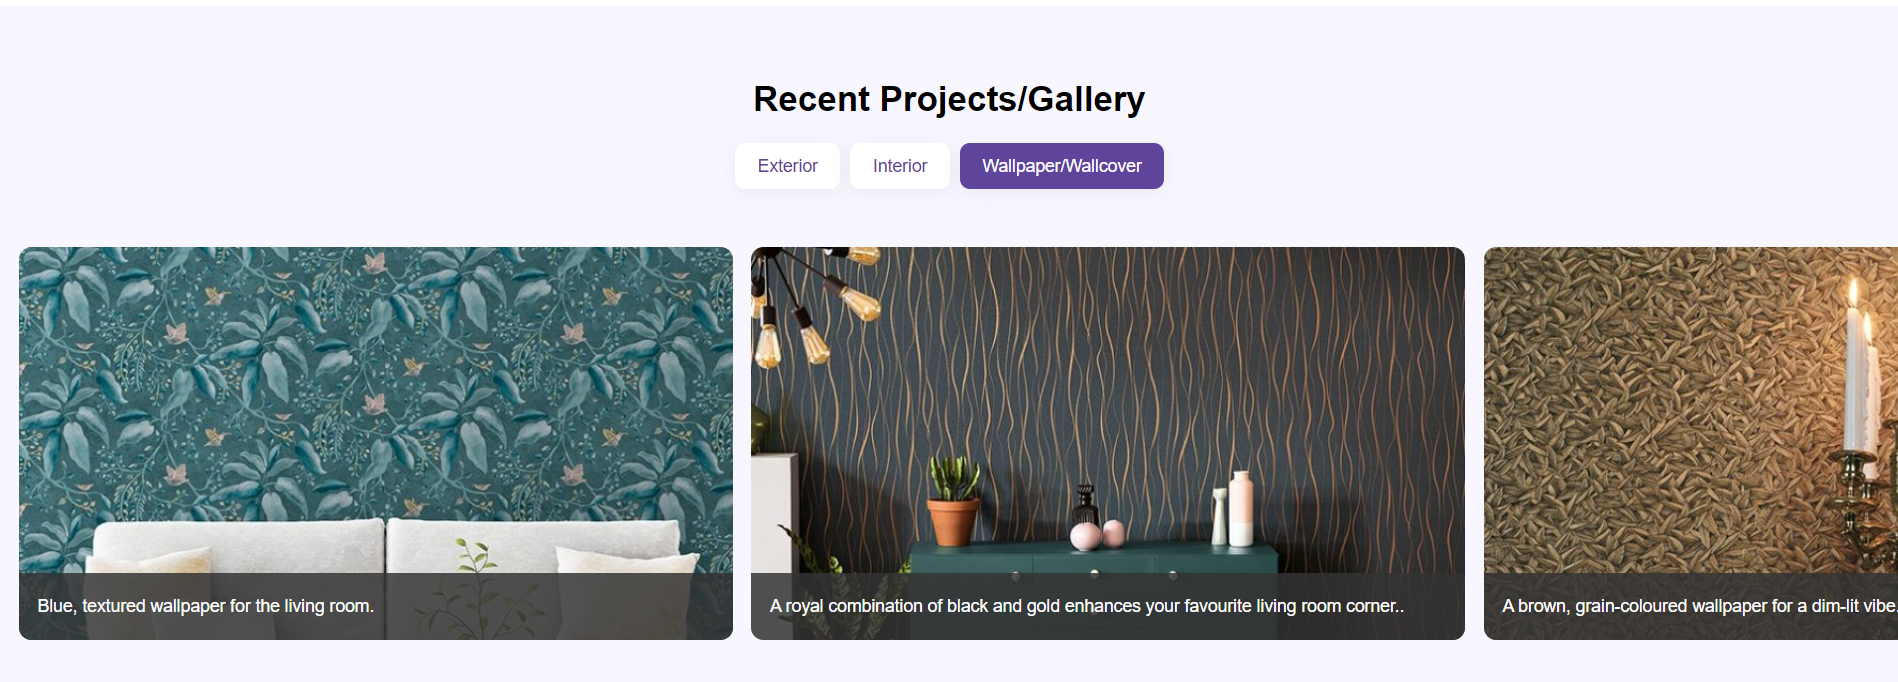 Recent Projects/Gallery
Exterior
Interior
Wallpaper/Wallcover
Blue, textured wallpaper for the living room.
A royal combination of black and gold enhances your favourite living room corner..
A brown, grain-coloured wallpaper for a dim-lit vibe.